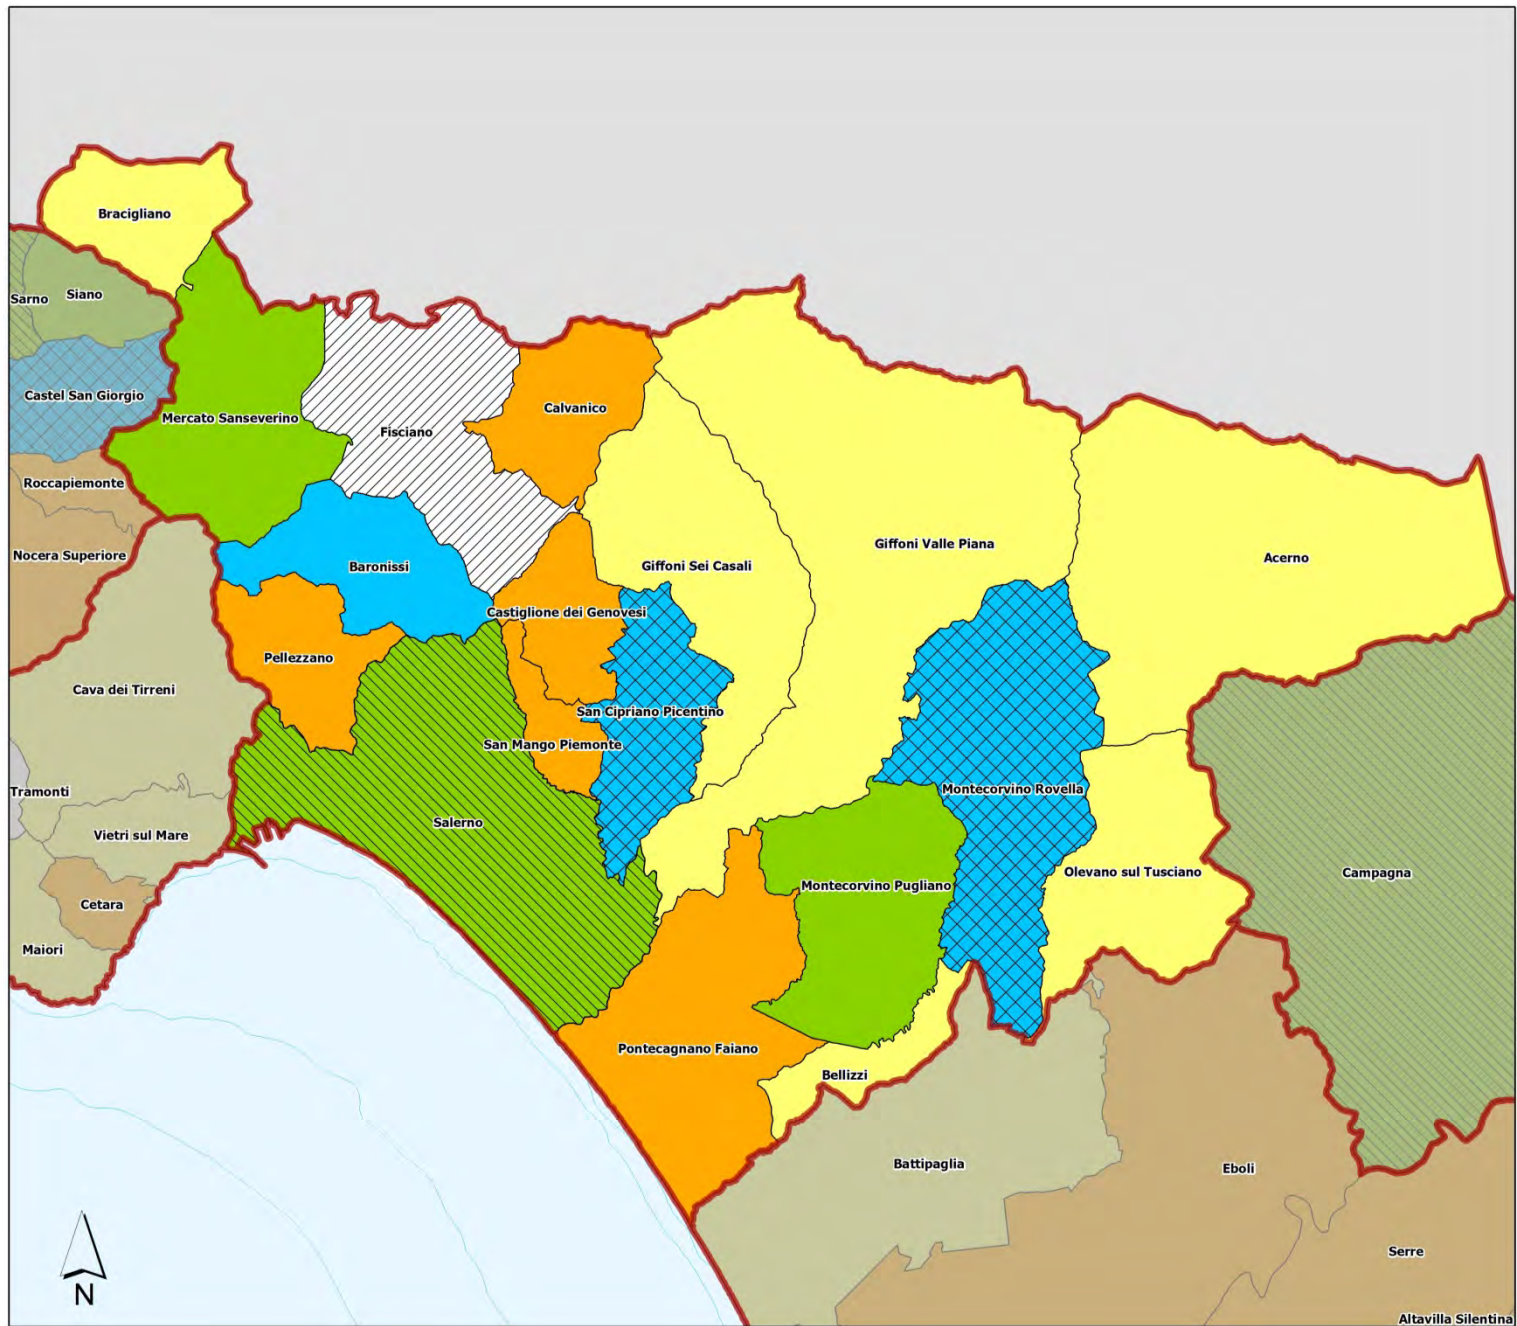 Bracigliano
Siano
Sarno
Castel San Giorgio
Mercato Sanseverino
Calvanico
Fisciano
Roccapiemonte
Nocera Superiore
Giffoni Valle Piana
Acerno
Baronissi
Giffoni Sei Casali
Castiglione dei Genovesi
Pellezzano
Cava dei Tirreni
San Cipriano Picentino
San Mango Piemonte
Tramonti
Montecorvino Rovella
Salerno
Vietri sul Mare
Olevano sul Tusciano
Campagna
Montecorvino Pugliano
Cetara
Maiori
Pontecagnano Faiano
Bellizzi
Battipaglia
Eboli
Serre
N
Altavilla Silentina